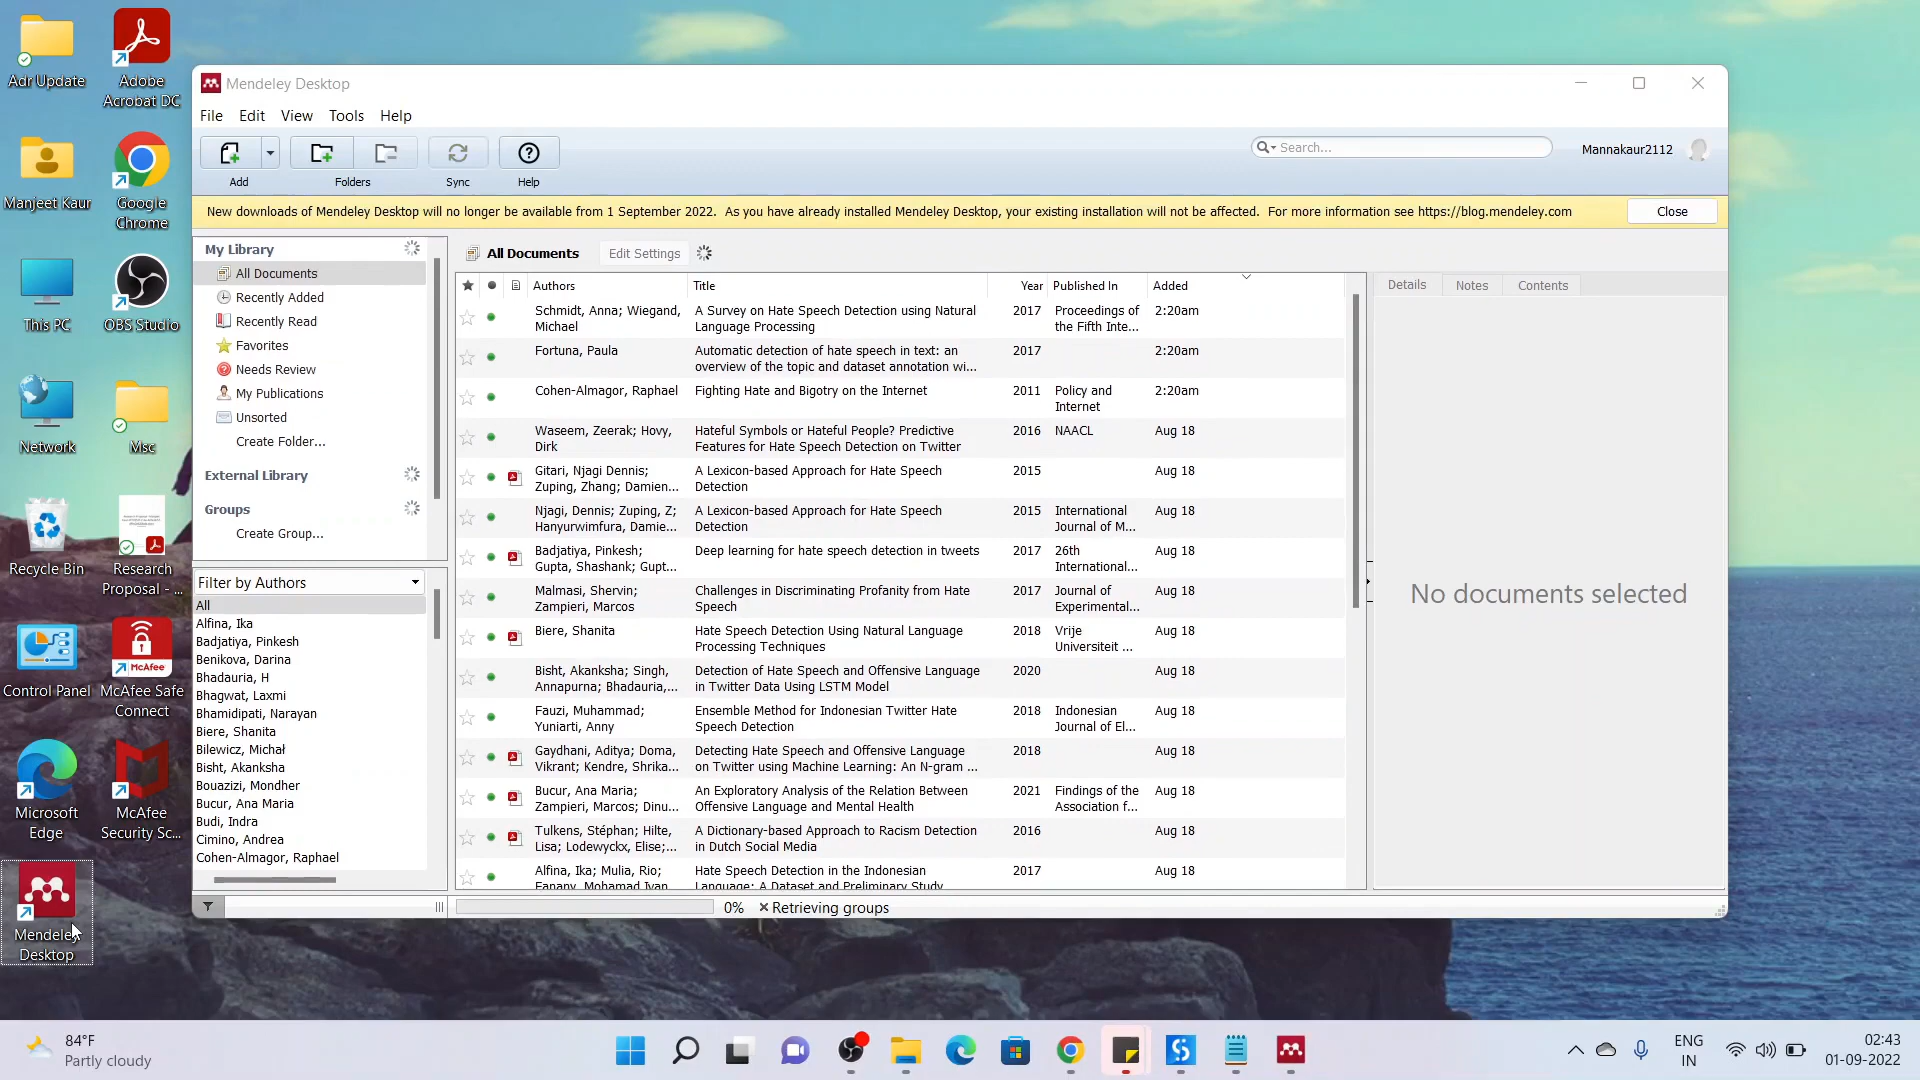 Adr Update
Adobe
Acrobat DC
Manjeet Kaur
Google
Chrome
This PC
OBS Studio
Network
Msc
Recycle Bin
Research
Proposal - ...
Control Panel
McAfee Safe
Connect
Microsoft
Edge
McAfee
Security Sc...
Mendeley
Desktop
Mendeley Desktop
File Edit View Tools Help
Search...
Mannakaur2112
Add Folders Sync Help
New downloads of Mendeley Desktop will no longer be available from 1 September 2022. As you have already installed Mendeley Desktop, your existing installation will not be affected. For more information see https://blog.mendeley.com
Close
My Library
All Documents
Recently Added
Recently Read
Favorites
Needs Review
My Publications
Unsorted
Create Folder...
External Library
Groups
Create Group...
Filter by Authors
All
Alfina, Ika
Badjatiya, Pinkesh
Benikova, Darina
Bhadauria, H
Bhagwat, Laxmi
Bhamidipati, Narayan
Biere, Shanita
Bilewicz, Michał
Bisht, Akanksha
Bouazizi, Mondher
Bucur, Ana Maria
Budi, Indra
Cimino, Andrea
Cohen-Almagor, Raphael
All Documents Edit Settings
Authors Title Year Published In Added
Schmidt, Anna; Wiegand, A Survey on Hate Speech Detection using Natural 2017 Proceedings of 2:20am
Michael Language Processing the Fifth Inte...
Fortuna, Paula Automatic detection of hate speech in text: an 2017 2:20am
overview of the topic and dataset annotation wi...
Cohen-Almagor, Raphael Fighting Hate and Bigotry on the Internet 2011 Policy and 2:20am
Internet
Waseem, Zeerak; Hovy, Hateful Symbols or Hateful People? Predictive 2016 NAACL Aug 18
Dirk Features for Hate Speech Detection on Twitter
Gitari, Njagi Dennis; A Lexicon-based Approach for Hate Speech 2015 Aug 18
Zuping, Zhang; Damien... Detection
Njagi, Dennis; Zuping, Z; A Lexicon-based Approach for Hate Speech 2015 International Aug 18
Hanyurwimfura, Damie... Detection Journal of M...
Badjatiya, Pinkesh; Deep learning for hate speech detection in tweets 2017 26th Aug 18
Gupta, Shashank; Gupt... International...
Malmasi, Shervin; Challenges in Discriminating Profanity from Hate 2017 Journal of Aug 18
Zampieri, Marcos Speech Experimental...
Biere, Shanita Hate Speech Detection Using Natural Language 2018 Vrije Aug 18
Processing Techniques Universiteit ...
Bisht, Akanksha; Singh, Detection of Hate Speech and Offensive Language 2020 Aug 18
Annapurna; Bhadauria,... in Twitter Data Using LSTM Model
Fauzi, Muhammad; Ensemble Method for Indonesian Twitter Hate 2018 Indonesian Aug 18
Yuniarti, Anny Speech Detection Journal of El...
Gaydhani, Aditya; Doma, Detecting Hate Speech and Offensive Language 2018 Aug 18
Vikrant; Kendre, Shrika... on Twitter using Machine Learning: An N-gram ...
Bucur, Ana Maria; An Exploratory Analysis of the Relation Between 2021 Findings of the Aug 18
Zampieri, Marcos; Dinu... Offensive Language and Mental Health Association f...
Tulkens, Stéphan; Hilte, A Dictionary-based Approach to Racism Detection 2016 Aug 18
Lisa; Lodewyckx, Elise;... in Dutch Social Media
Alfina, Ika; Mulia, Rio; Hate Speech Detection in the Indonesian 2017 Aug 18
Fanany, Mohamad Ivan Language: A Dataset and Preliminary Study
Details Notes Contents
No documents selected
0% Retrieving groups
84°F
Partly cloudy
ENG
IN
02:43
01-09-2022